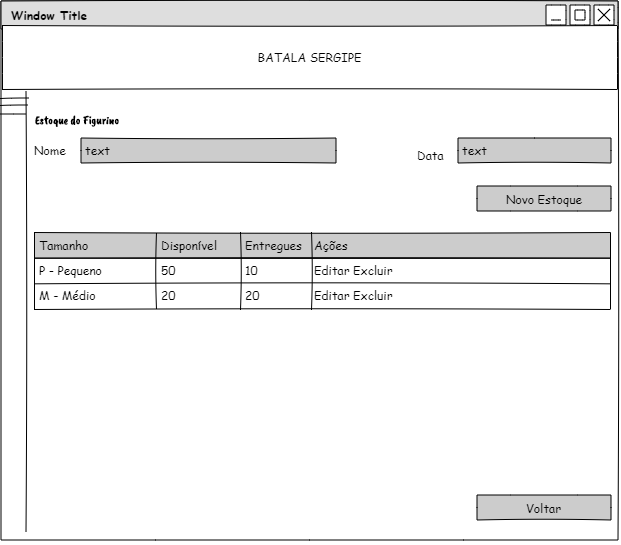 Window Title
BATALA SERGIPE
Estoque do Figurino
Nome text Data text
Novo Estoque
Tamanho Disponível Entregues Ações
P - Pequeno 50 10 Editar Excluir
M - Médio 20 20 Editar Excluir
Voltar